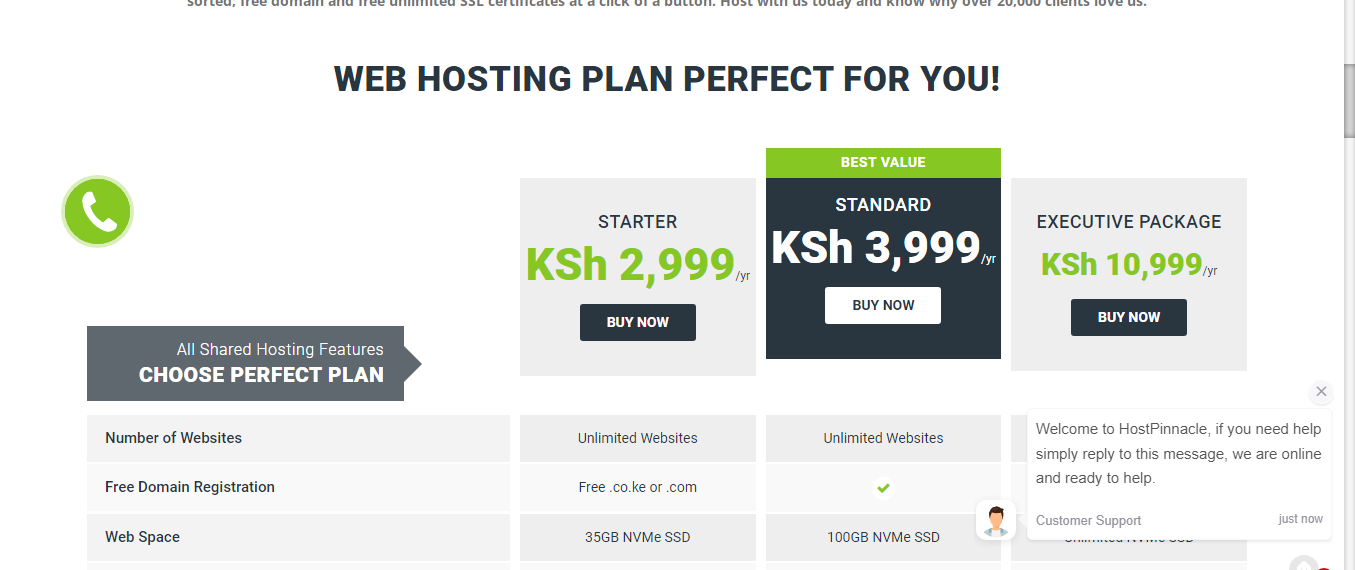 sorted; free domain and free unlimited SSL certificates at a click of a button. Host with us today and know why over 20,000 clients love us.
WEB HOSTING PLAN PERFECT FOR YOU!
BEST VALUE
STARTER
KSh 2,999/yr
BUY NOW
STANDARD
KSh 3,999/yr
BUY NOW
EXECUTIVE PACKAGE
KSh 10,999/yr
BUY NOW
All Shared Hosting Features
CHOOSE PERFECT PLAN
Number of Websites
Unlimited Websites
Unlimited Websites
Free Domain Registration
Free .co.ke or .com
Web Space
35GB NVMe SSD
100GB NVMe SSD
Unlimited NVMe SSD
Welcome to HostPinnacle, if you need help
simply reply to this message, we are online
and ready to help.
Customer Support
just now